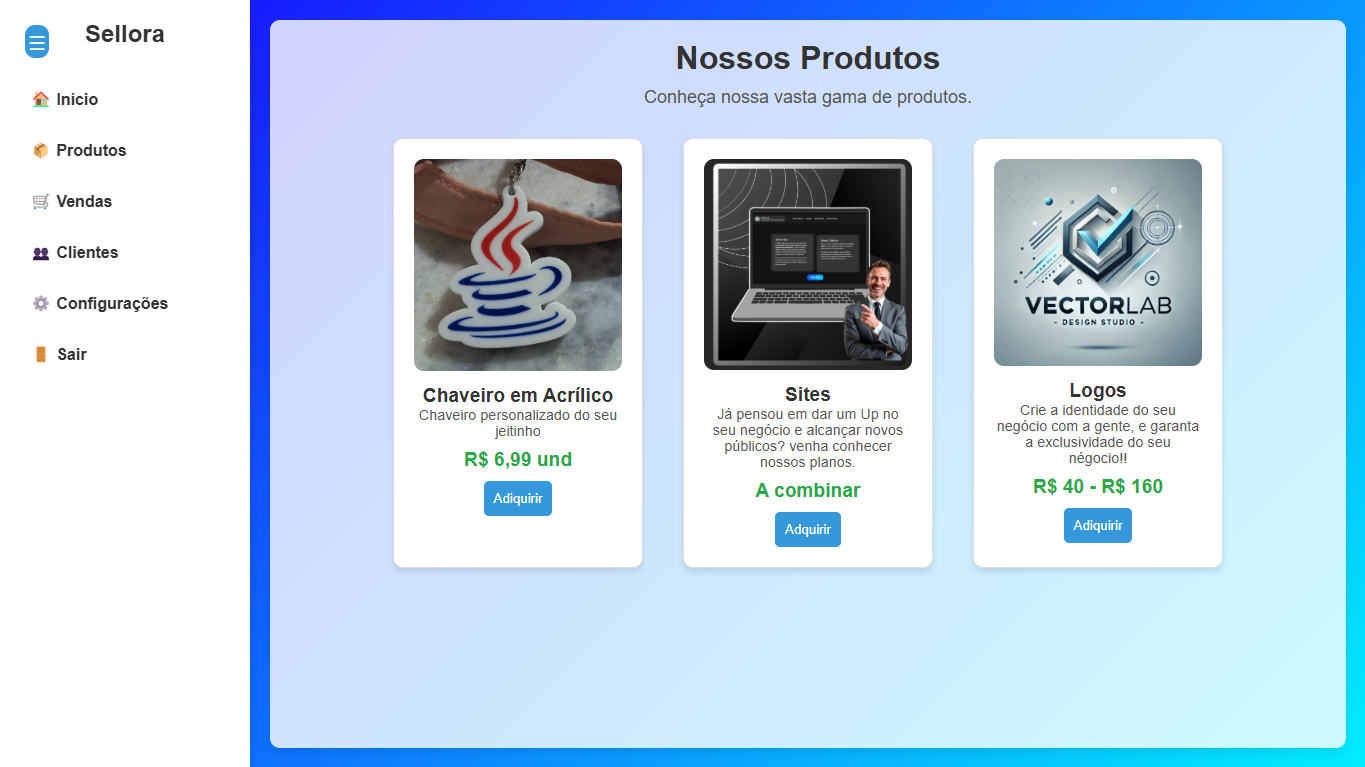 Sellora
Início
Produtos
Vendas
Clientes
Configurações
Sair
Nossos Produtos
Conheça nossa vasta gama de produtos.
Chaveiro em Acrílico
Chaveiro personalizado do seu
jeitinho
R$ 6,99 und
Adiquirir
Sites
Já pensou em dar um Up no
seu negócio e alcançar novos
públicos? venha conhecer
nossos planos.
A combinar
Adquirir
VECTORLAB
- DESIGN STUDIO -
Logos
Crie a identidade do seu
negócio com a gente, e garanta
a exclusividade do seu
négocio!!
R$ 40 - R$ 160
Adiquirir